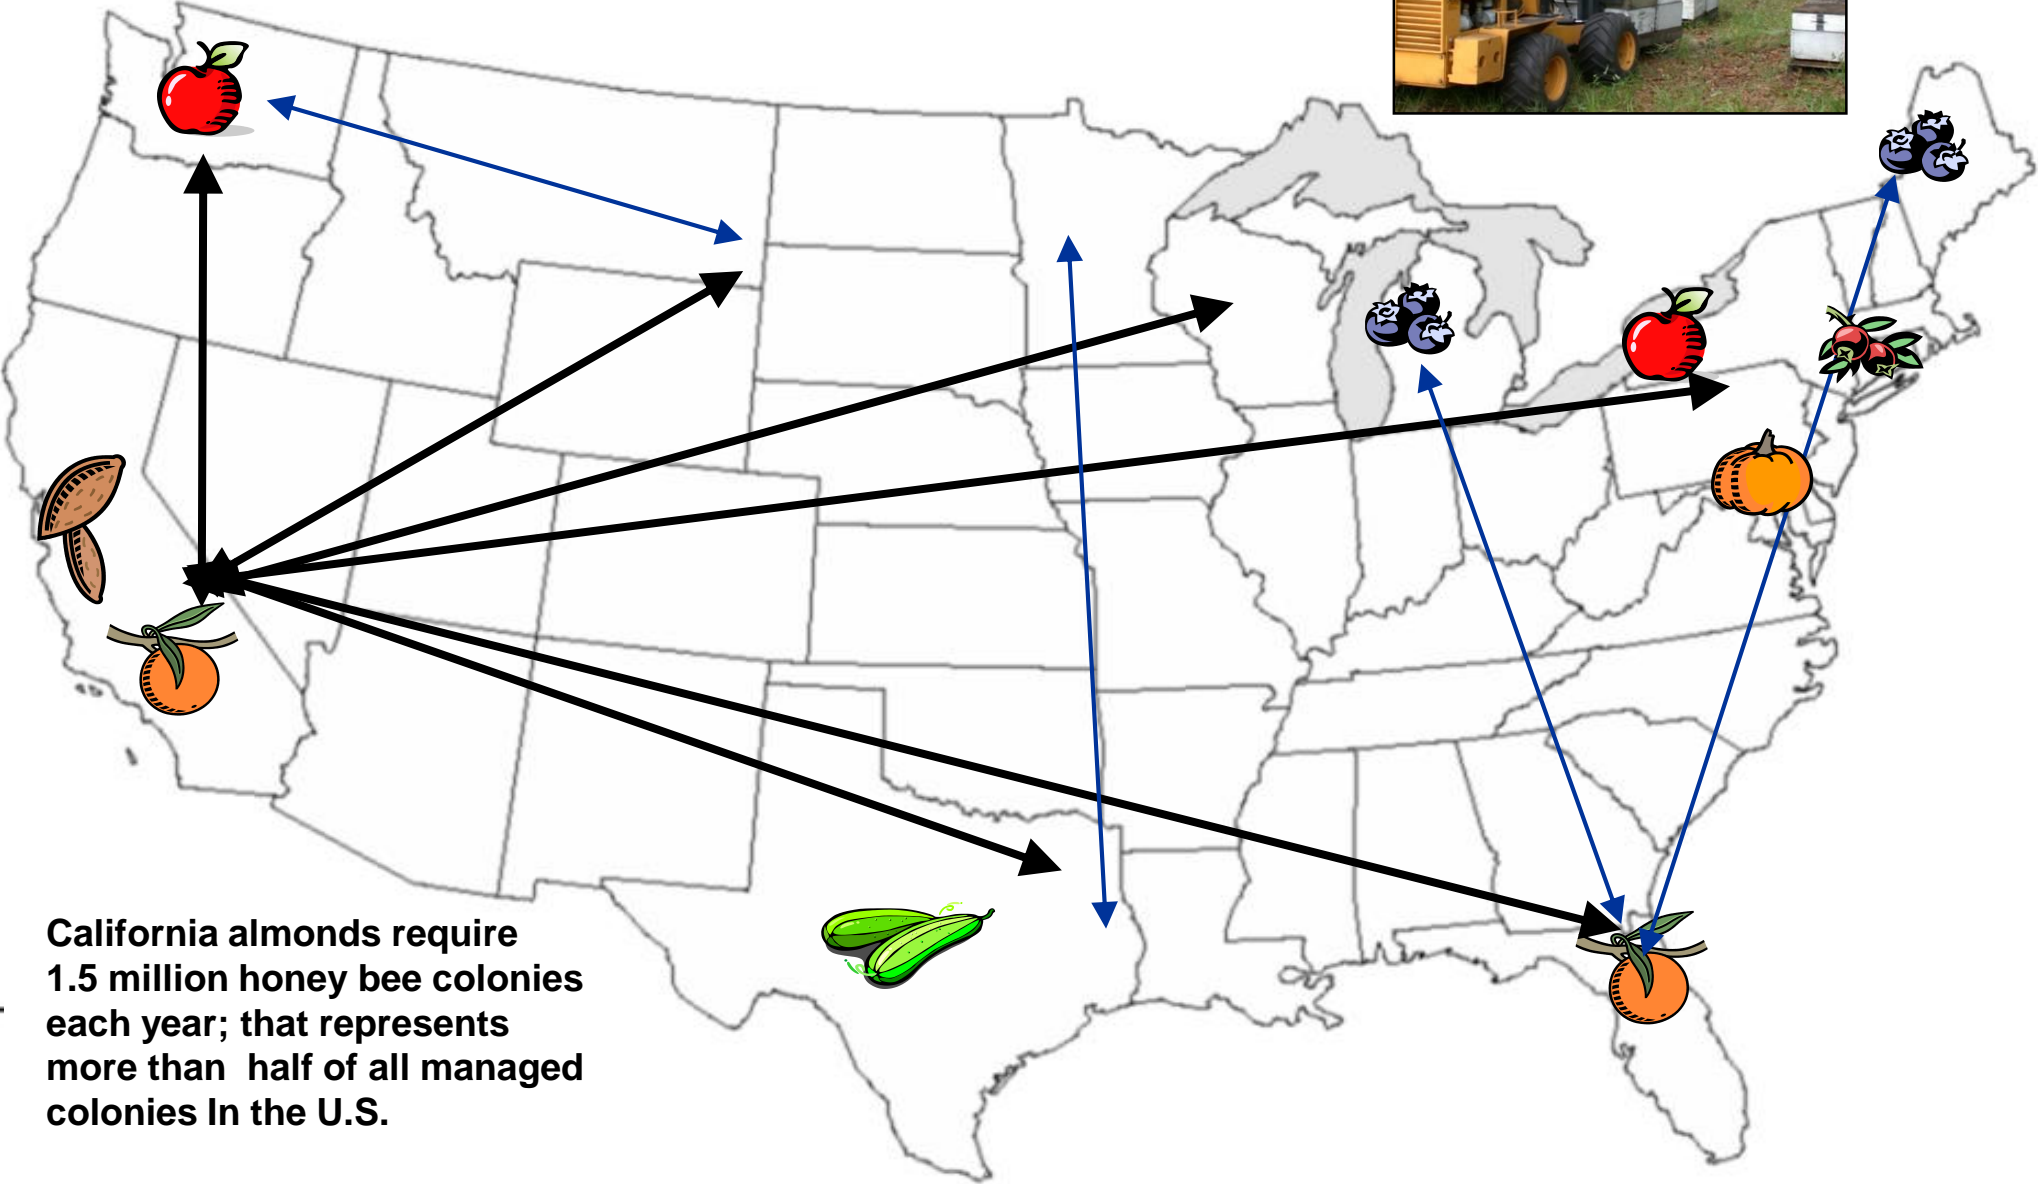 California almonds require
1.5 million honey bee colonies
each year; that represents
more than  half of all managed
colonies In the U.S.